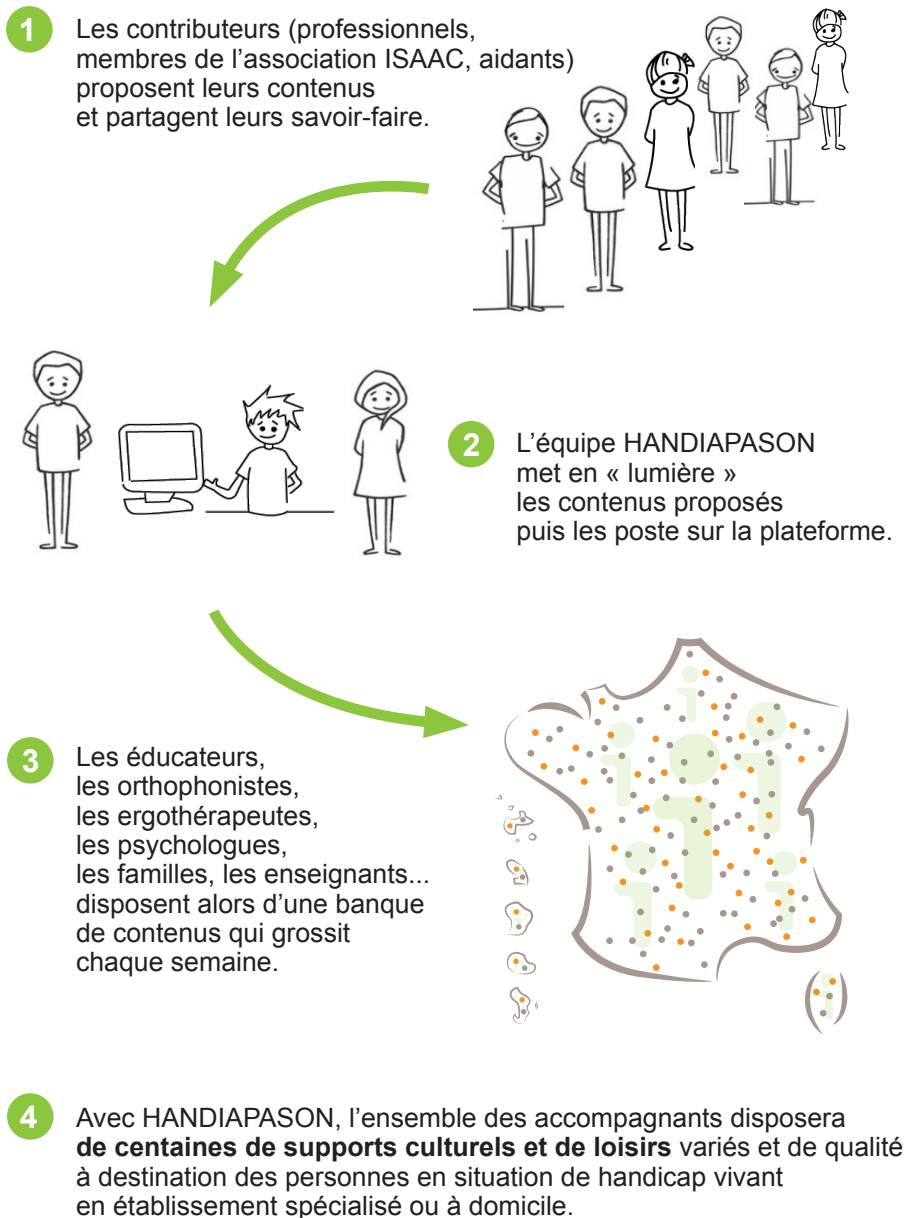 1
Les contributeurs (professionnels,
membres de l'association ISAAC, aidants)
proposent leurs contenus
et partagent leurs savoir-faire.
2
L'équipe HANDIAPASON
met en « lumière »
les contenus proposés
puis les poste sur la plateforme.
3
Les éducateurs,
les orthophonistes,
les ergothérapeutes,
les psychologues,
les familles, les enseignants...
disposent alors d'une banque
de contenus qui grossit
chaque semaine.
4
Avec HANDIAPASON, l'ensemble des accompagnants disposera
de centaines de supports culturels et de loisirs variés et de qualité
à destination des personnes en situation de handicap vivant
en établissement spécialisé ou à domicile.